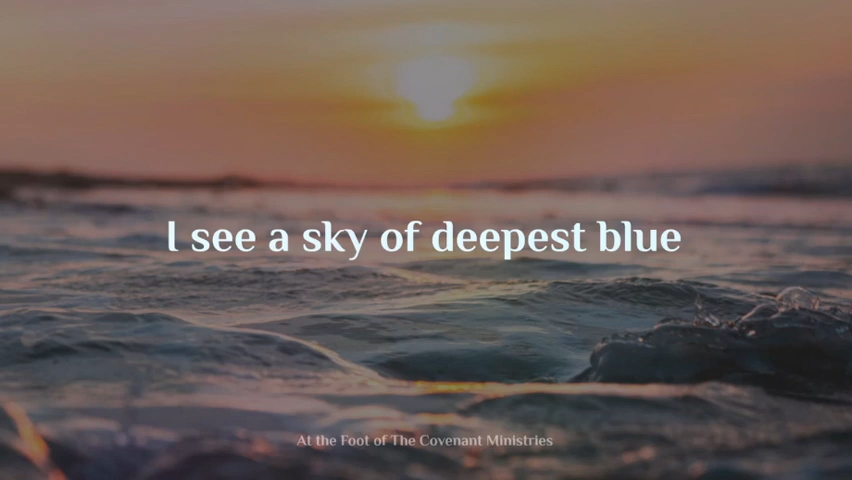 I see a sky of deepest blue
At the Foot of The Covenant Ministries